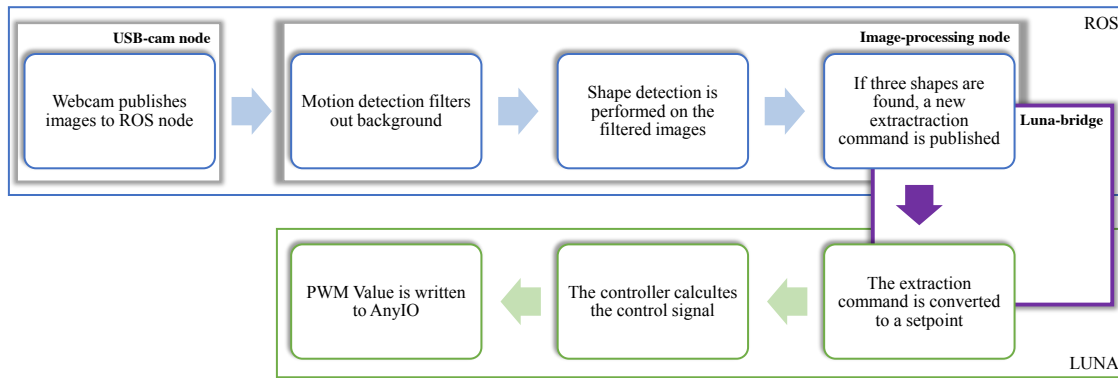 ROS
USB-cam node
Image-processing node
Webcam publishes
images to ROS node
Motion detection filters
out background
Shape detection is
performed on the
filtered images
If three shapes are
found, a new
extractraction
command is published
Luna-bridge
PWM Value is written
to AnyIO
The controller calcultes
the control signal
The extraction
command is converted
to a setpoint
LUNA